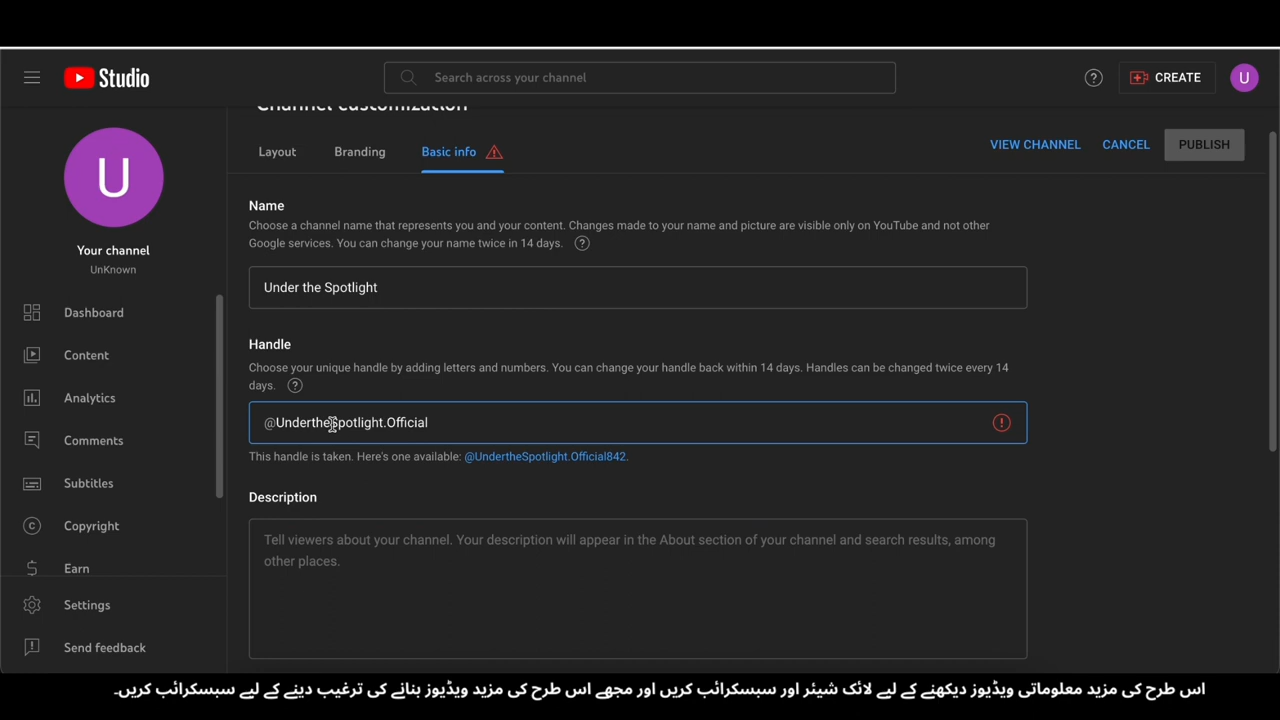 Studio
Search across your channel
CREATE
U
Channel customization
U
Layout
Branding
Basic info
VIEW CHANNEL
CANCEL
PUBLISH
Your channel
UnKnown
Dashboard
Content
Analytics
Comments
Subtitles
Copyright
Earn
Settings
Send feedback
Name
Choose a channel name that represents you and your content. Changes made to your name and picture are visible only on YouTube and not other
Google services. You can change your name twice in 14 days.
Under the Spotlight
Handle
Choose your unique handle by adding letters and numbers. You can change your handle back within 14 days. Handles can be changed twice every 14
days.
@UndertheSpotlight.Official
This handle is taken. Here's one available: @UndertheSpotlight.Official842.
Description
Tell viewers about your channel. Your description will appear in the About section of your channel and search results, among
other places.
اس طرح کی مزید معلوماتی ویڈیوز دیکھنے کے لیے لائک شیئر اور سبسکرائب کریں اور مجھے اس طرح کی مزید ویڈیوز بنانے کی ترغیب دینے کے لیے سبسکرائب کریں۔